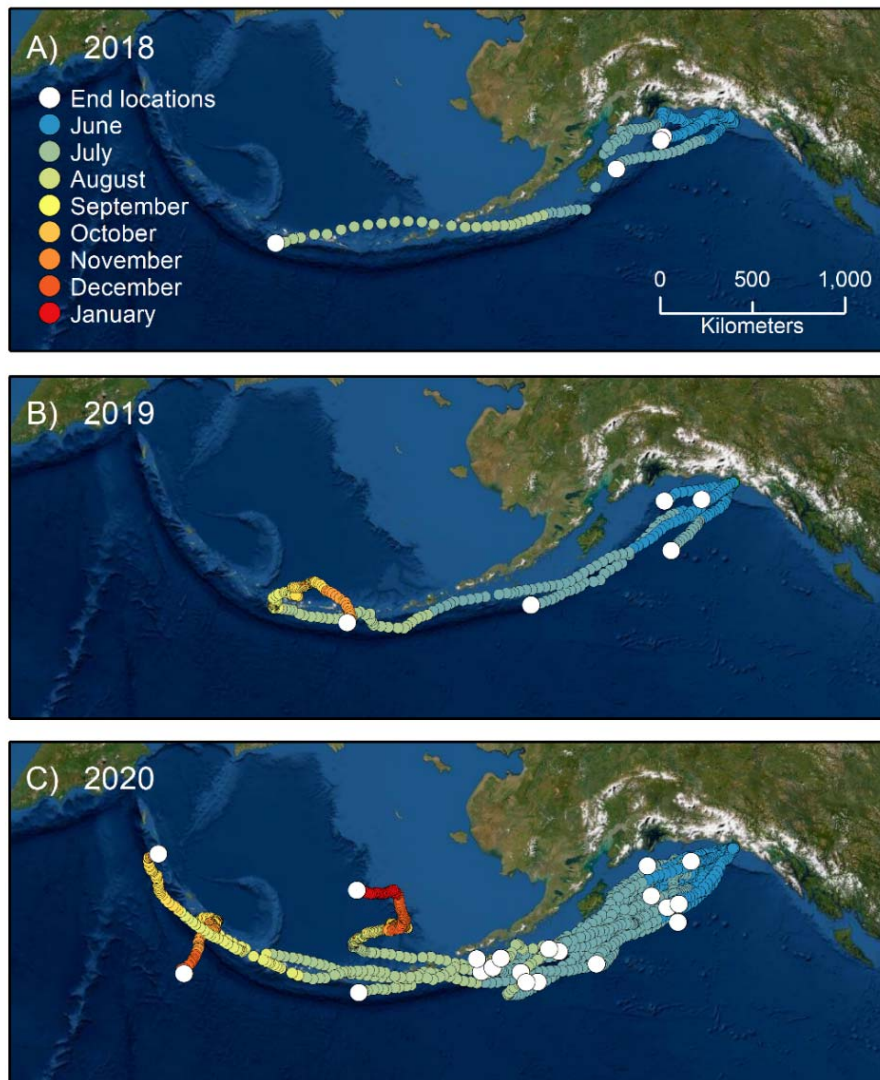 A) 2018
End locations
June
July
August
September
October
November
December
January
0 500 1,000
Kilometers
B) 2019
C) 2020